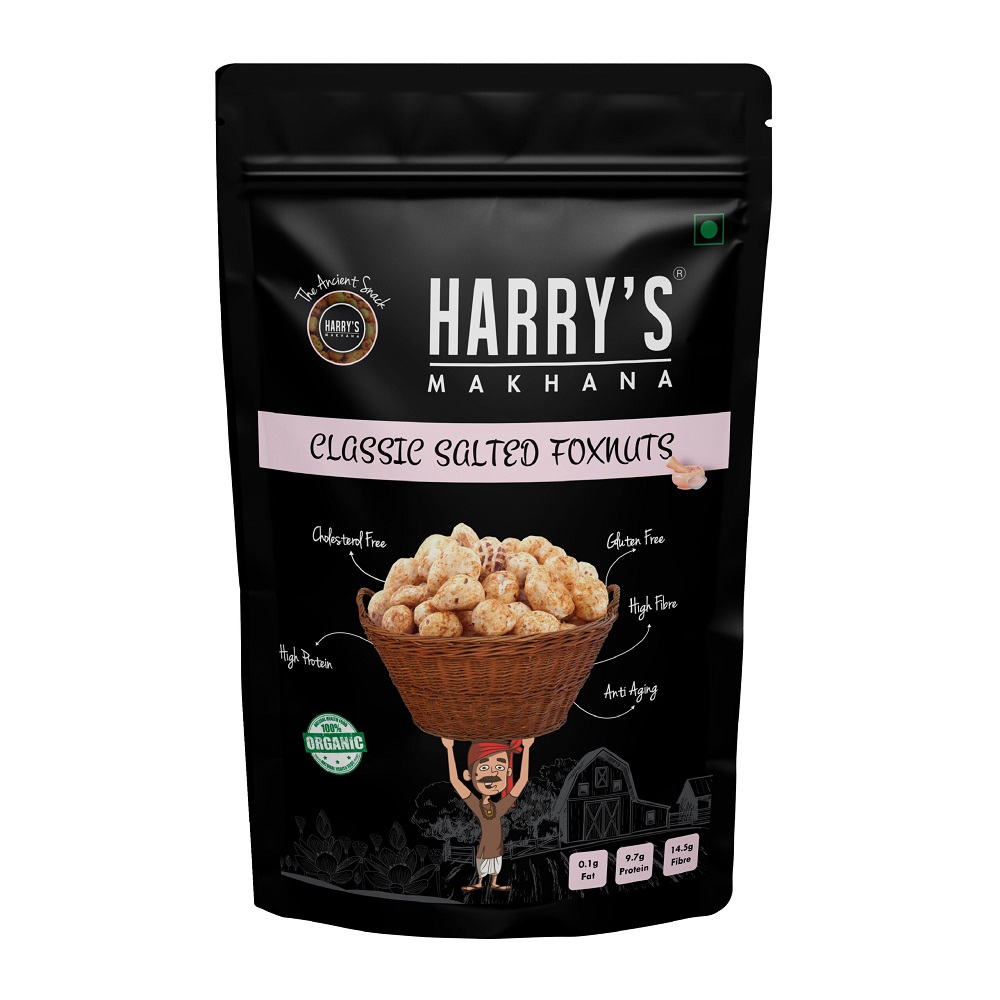 The Ancient Snack
HARRY'S
MAKHANA
HARRY'S®
MAKHANA
CLASSIC SALTED FOXNUTS
Cholesterol Free
Gluten Free
High Fibre
High Protein
Anti Aging
100%
ORGANIC
0.1g
Fat
9.7g
Protein
14.5g
Fibre